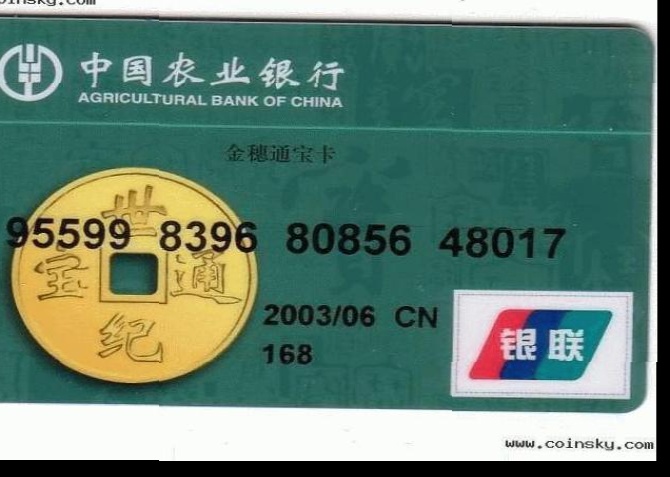 coinsky.com
中国农业银行
AGRICULTURAL BANK OF CHINA
金穗通宝卡
世
95599 8396 80856 48017
宝 通
纪
2003/06 CN
168
银联
www.coinsky.com